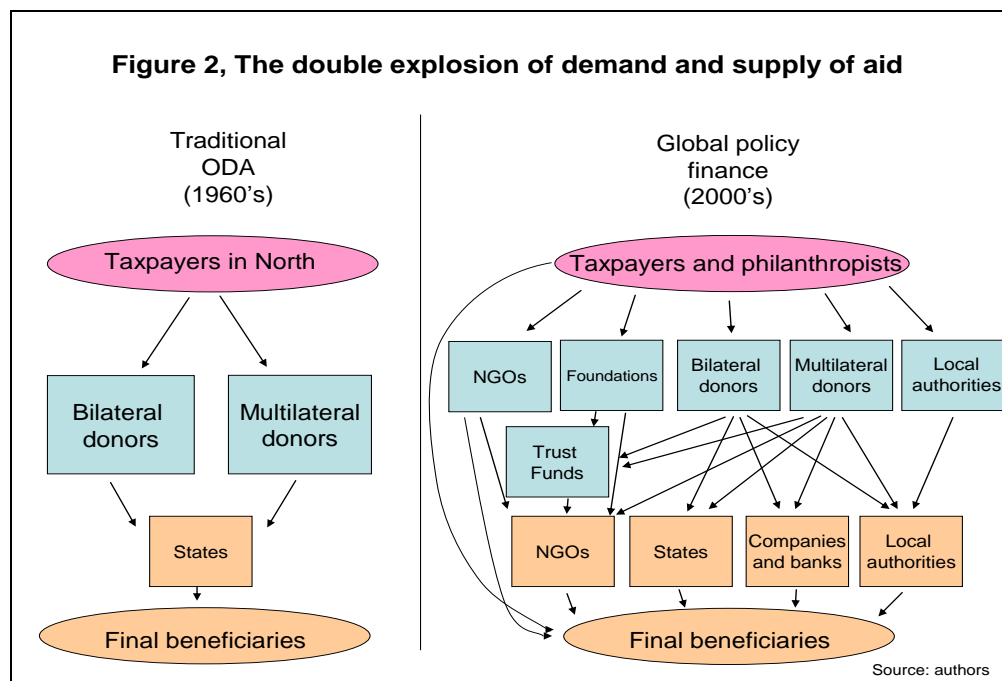 Figure 2, The double explosion of demand and supply of aid
Traditional
ODA
(1960's)
Taxpayers in North
Bilateral
donors
Multilateral
donors
States
Final beneficiaries
Global policy
finance
(2000's)
Taxpayers and philanthropists
NGOs
Foundations
Bilateral
donors
Multilateral
donors
Local
authorities
Trust
Funds
NGOs
States
Companies
and banks
Local
authorities
Final beneficiaries
Source: authors